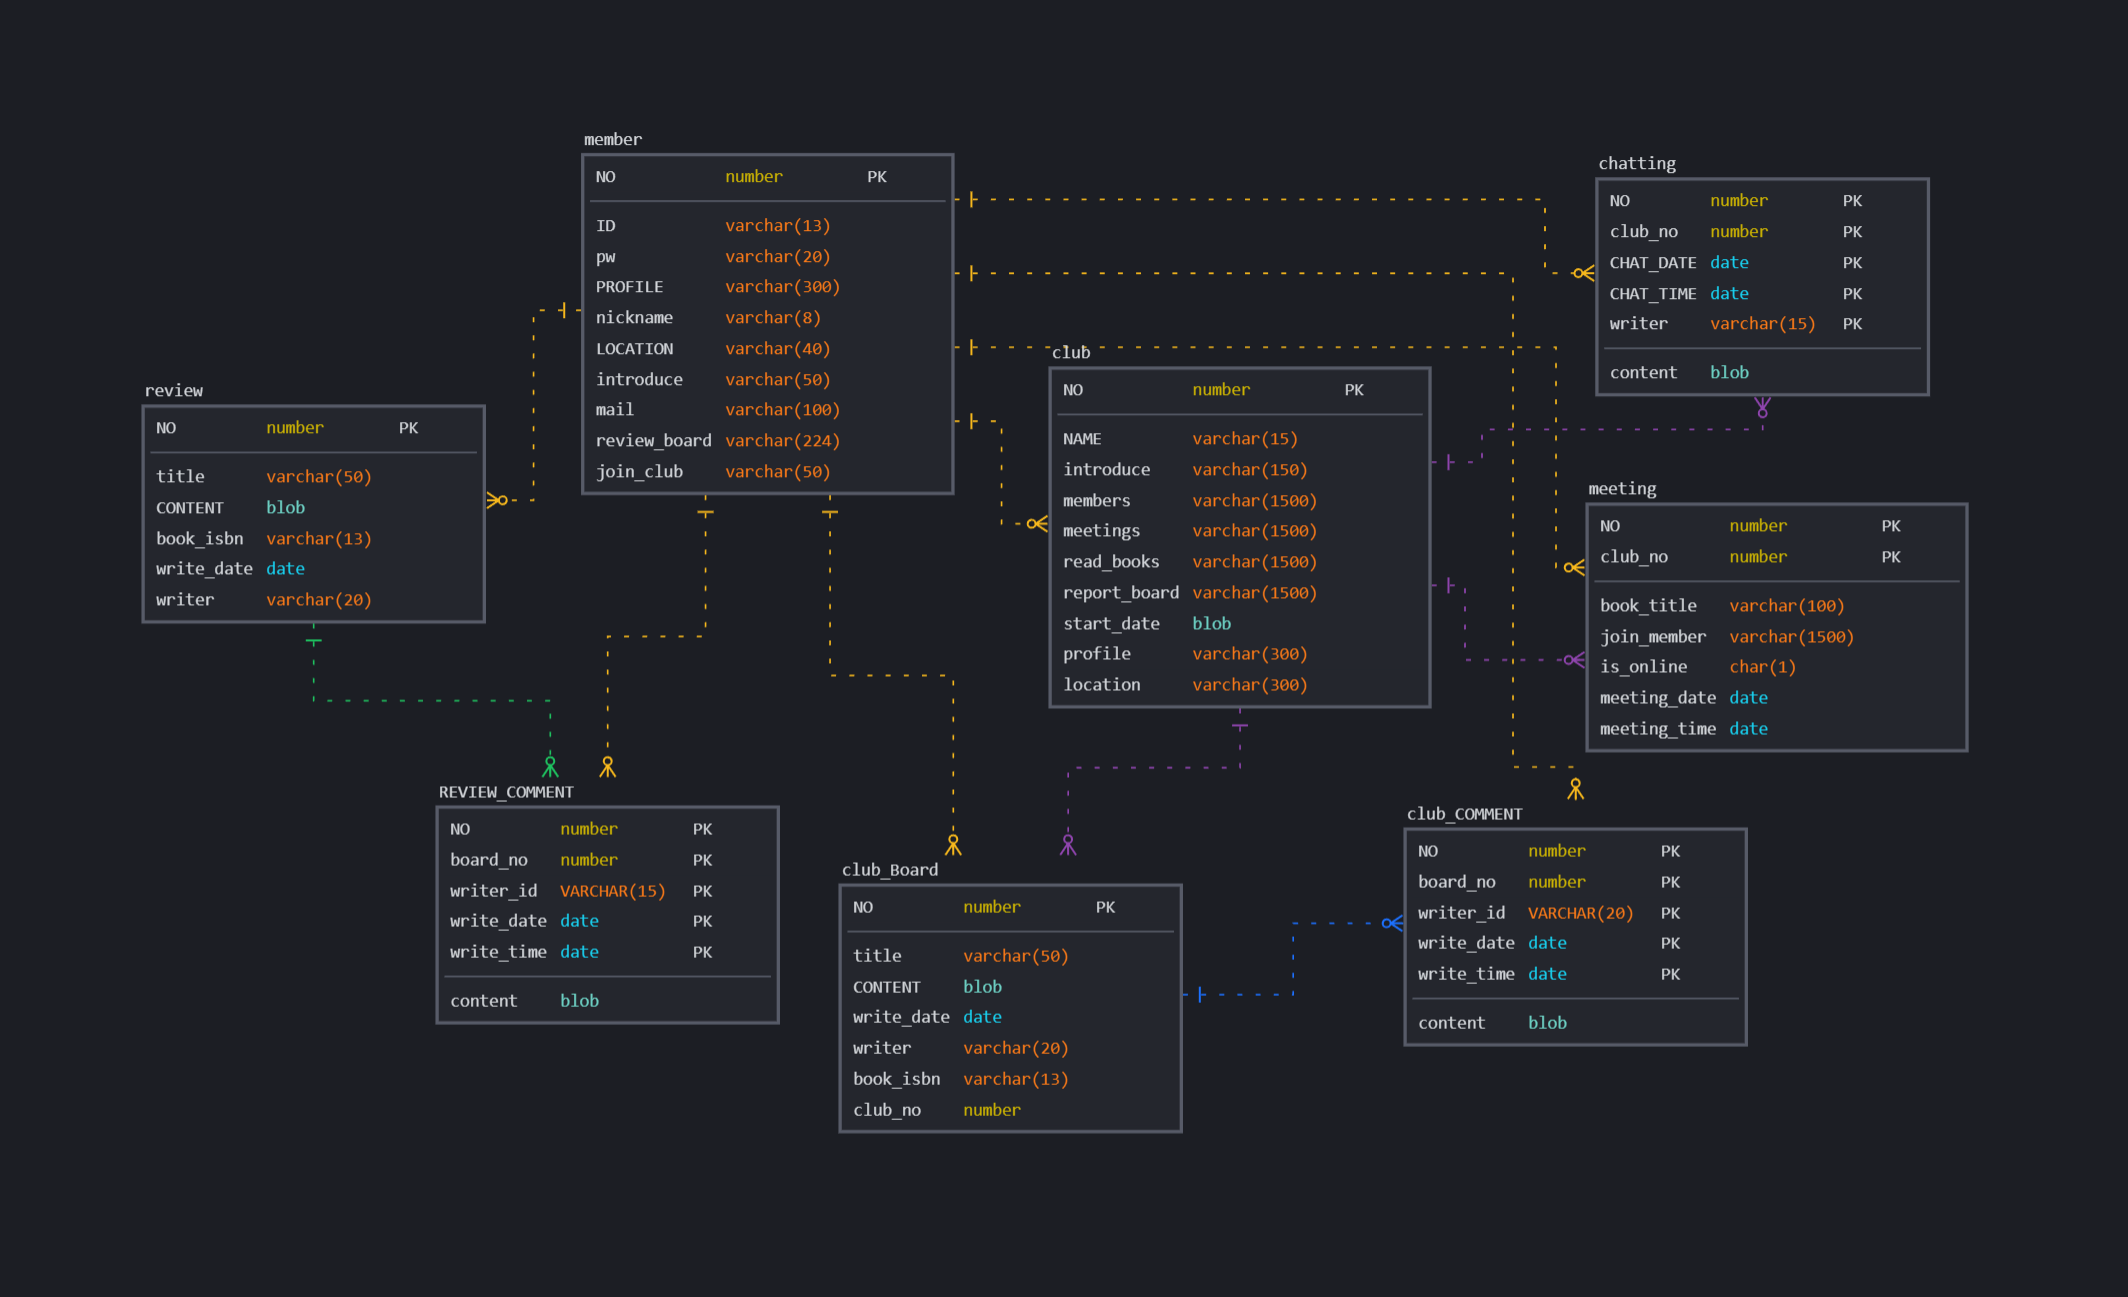 member
NO number PK
ID varchar(13)
pw varchar(20)
PROFILE varchar(300)
nickname varchar(8)
LOCATION varchar(40)
introduce varchar(50)
mail varchar(100)
review_board varchar(224)
join_club varchar(50)
chatting
NO number PK
club_no number PK
CHAT_DATE date PK
CHAT_TIME date PK
writer varchar(15) PK
content blob
club
NO number PK
NAME varchar(15)
introduce varchar(150)
members varchar(1500)
meetings varchar(1500)
read_books varchar(1500)
report_board varchar(1500)
start_date blob
profile varchar(300)
location varchar(300)
review
NO number PK
title varchar(50)
CONTENT blob
book_isbn varchar(13)
write_date date
writer varchar(20)
meeting
NO number PK
club_no number PK
book_title varchar(100)
join_member varchar(1500)
is_online char(1)
meeting_date date
meeting_time date
REVIEW_COMMENT
NO number PK
board_no number PK
writer_id VARCHAR(15) PK
write_date date PK
write_time date PK
content blob
club_Board
NO number PK
title varchar(50)
CONTENT blob
write_date date
writer varchar(20)
book_isbn varchar(13)
club_no number
club_COMMENT
NO number PK
board_no number PK
writer_id VARCHAR(20) PK
write_date date PK
write_time date PK
content blob